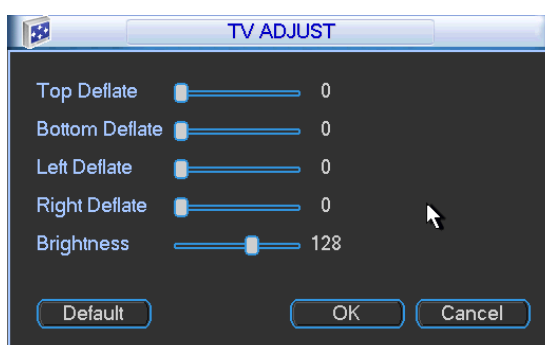 TV ADJUST
Top Deflate 0
Bottom Deflate 0
Left Deflate 0
Right Deflate 0
Brightness 128
Default OK Cancel